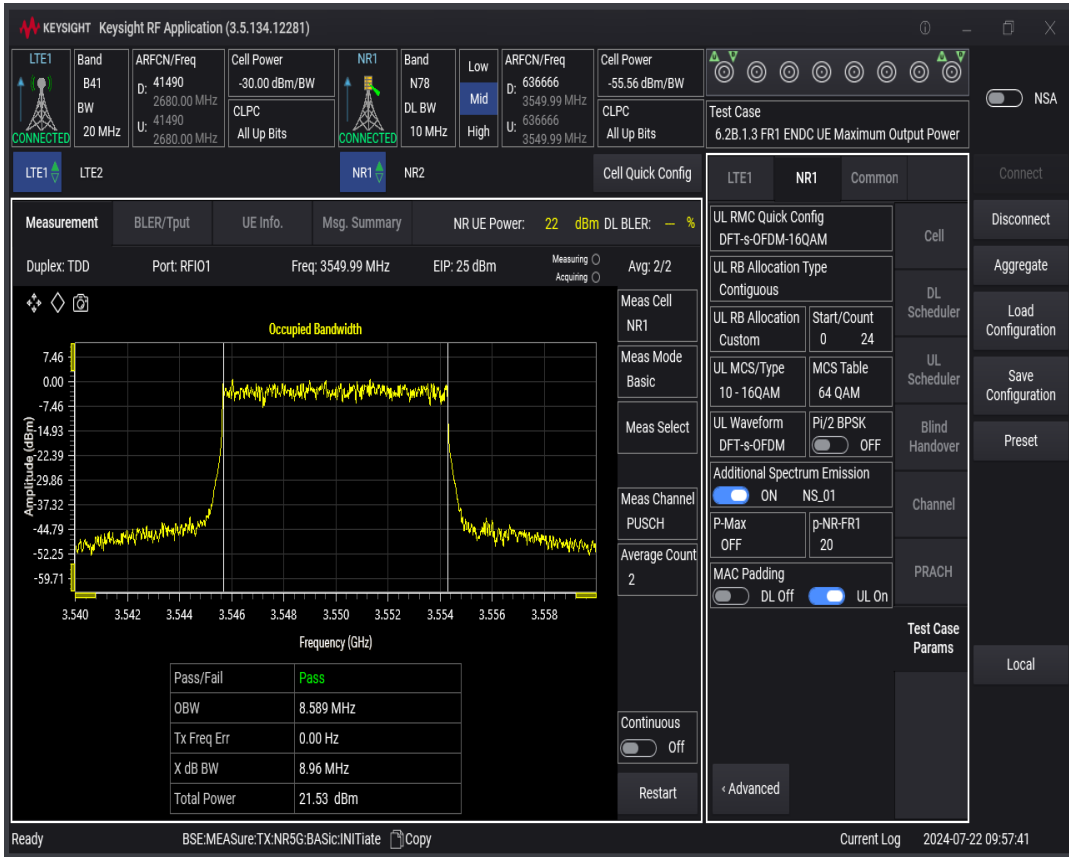 KEYSIGHT Keysight RF Application (3.5.134.12281)
LTE1
CONNECTED
Band
B41
BW
20 MHz
ARFCN/Freq
D: 41490
2680.00 MHz
U: 41490
2680.00 MHz
Cell Power
-30.00 dBm/BW
CLPC
All Up Bits
NR1
CONNECTED
Band
N78
DL BW
10 MHz
Low
Mid
High
ARFCN/Freq
D: 636666
3549.99 MHz
U: 636666
3549.99 MHz
Cell Power
-55.56 dBm/BW
CLPC
All Up Bits
A V A V
Test Case
6.2B.1.3 FR1 ENDC UE Maximum Output Power
NSA
LTE1 LTE2 NR1 NR2 Cell Quick Config
Measurement BLER/Tput UE Info. Msg. Summary NR UE Power: 22 dBm DL BLER: --- %
Duplex: TDD Port: RFIO1 Freq: 3549.99 MHz EIP: 25 dBm Measuring Avg: 2/2
Acquiring
Occupied Bandwidth
7.46
0.00
-7.46
-14.93
-22.39
-29.86
-37.32
-44.79
-52.25
-59.71
Amplitude (dBm)
3.540 3.542 3.544 3.546 3.548 3.550 3.552 3.554 3.556 3.558
Frequency (GHz)
Pass/Fail Pass
OBW 8.589 MHz
Tx Freq Err 0.00 Hz
X dB BW 8.96 MHz
Total Power 21.53 dBm
Meas Cell
NR1
Meas Mode
Basic
Meas Select
Meas Channel
PUSCH
Average Count
2
Continuous
Off
Restart
LTE1 NR1 Common
UL RMC Quick Config
DFT-s-OFDM-16QAM
UL RB Allocation Type
Contiguous
UL RB Allocation Start/Count
Custom 0 24
UL MCS/Type MCS Table
10 - 16QAM 64 QAM
UL Waveform Pi/2 BPSK
DFT-s-OFDM OFF
Additional Spectrum Emission
ON NS_01
P-Max p-NR-FR1
OFF 20
MAC Padding
DL Off UL On
‹ Advanced
Cell
DL
Scheduler
UL
Scheduler
Blind
Handover
Channel
PRACH
Test Case
Params
Connect
Disconnect
Aggregate
Load
Configuration
Save
Configuration
Preset
Local
Ready BSE:MEASure:TX:NR5G:BASic:INITiate Copy Current Log 2024-07-22 09:57:41